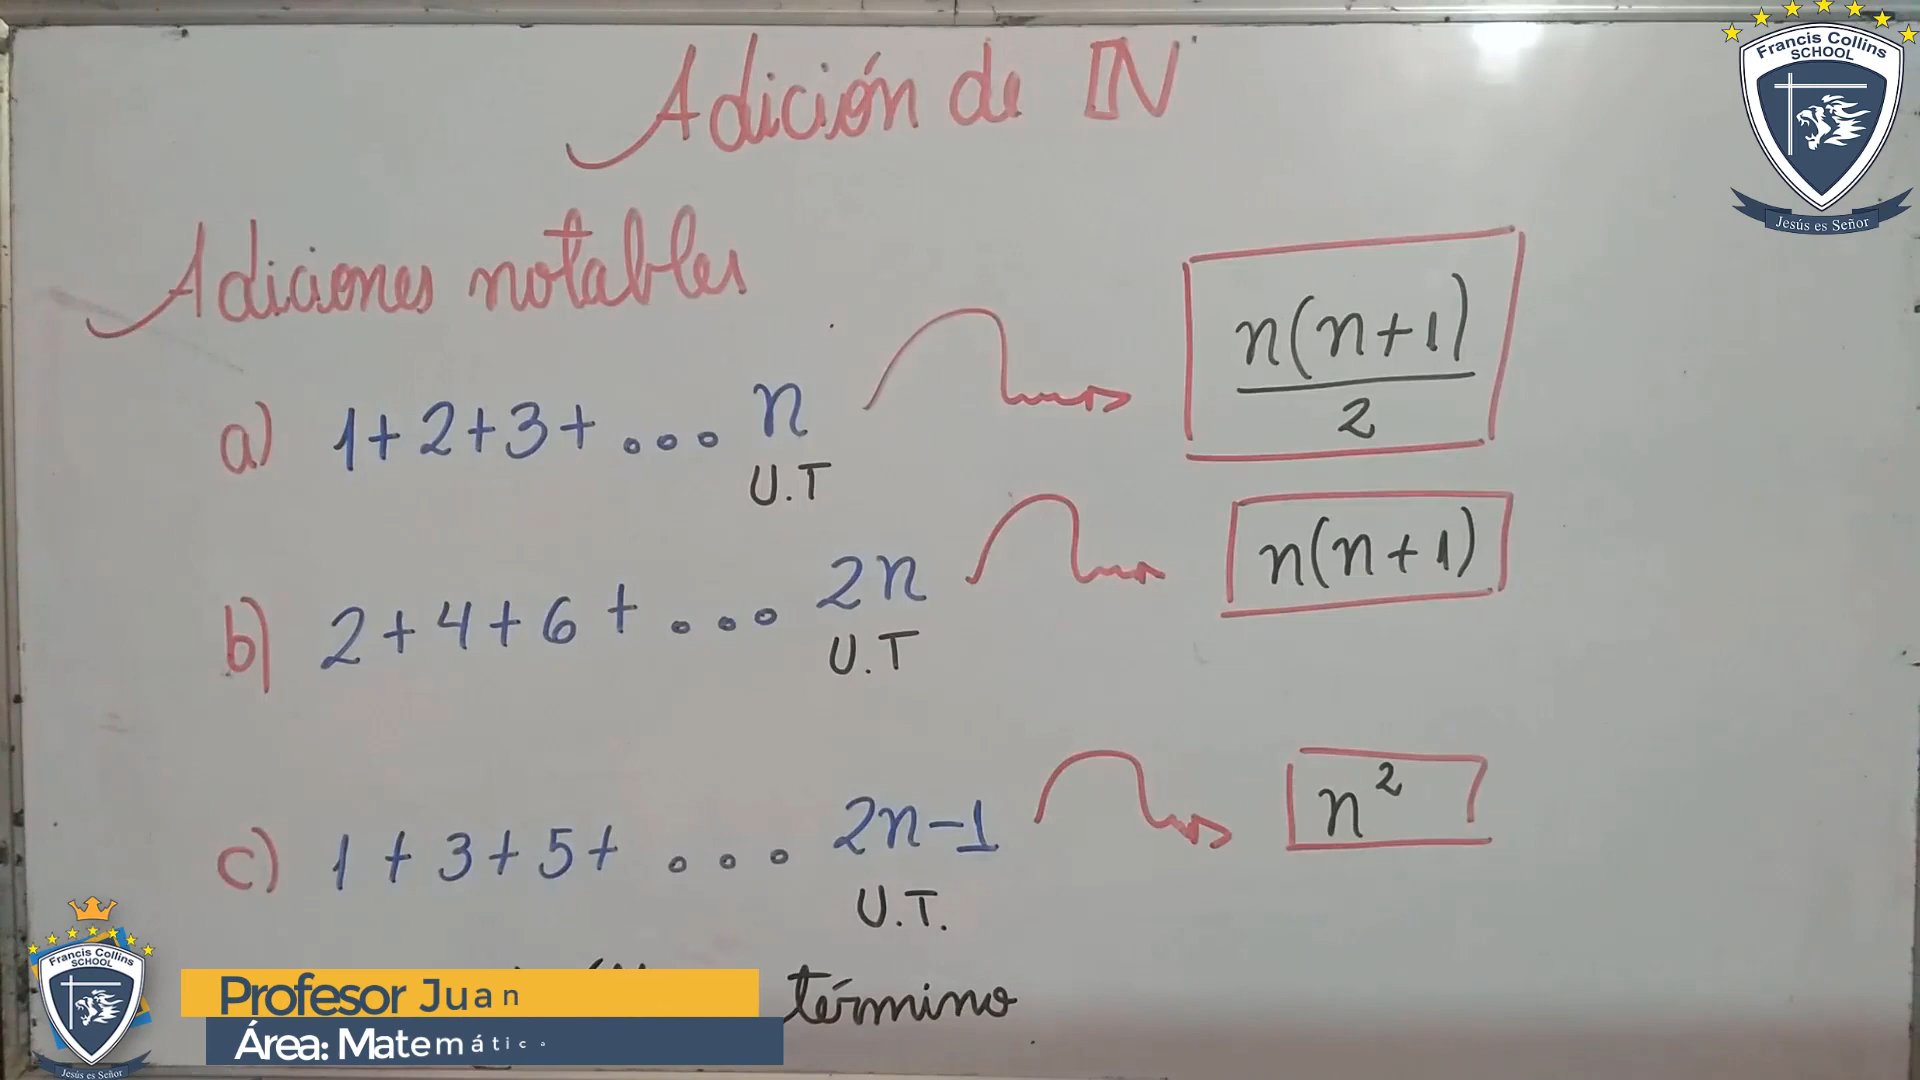 Adición de ℕ
Francis Collins
SCHOOL
Jesús es Señor
Adiciones notables
a) 1+2+3+ ... n
U.T
n(n+1)
2
b) 2+4+6+ ... 2n
U.T
n(n+1)
c) 1+3+5+ ... 2n-1
U.T.
n²
término
Francis Collins
SCHOOL
Jesús es Señor
Profesor Juan
Área: Matemática